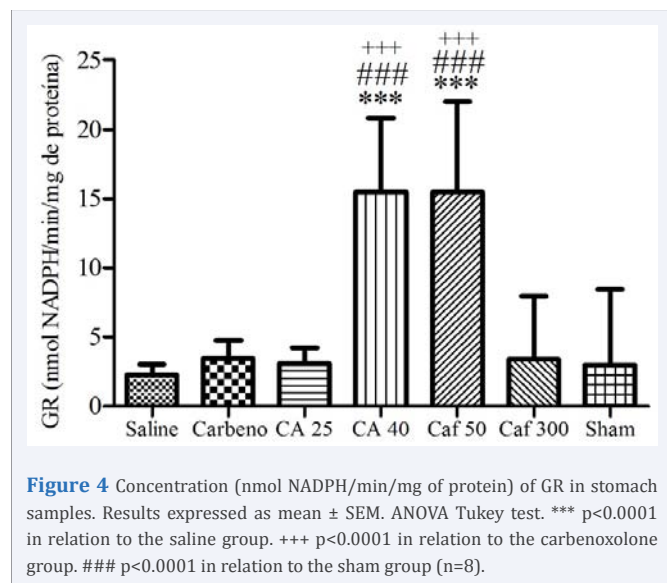 +++ +++
### ###
*** ***
GR (nmol NADPH/min/mg de proteína)
25
20
15
10
5
0
Saline Carbeno CA 25 CA 40 Caf 50 Caf 300 Sham
Figure 4 Concentration (nmol NADPH/min/mg of protein) of GR in stomach
samples. Results expressed as mean ± SEM. ANOVA Tukey test. *** p<0.0001
in relation to the saline group. +++ p<0.0001 in relation to the carbenoxolone
group. ### p<0.0001 in relation to the sham group (n=8).